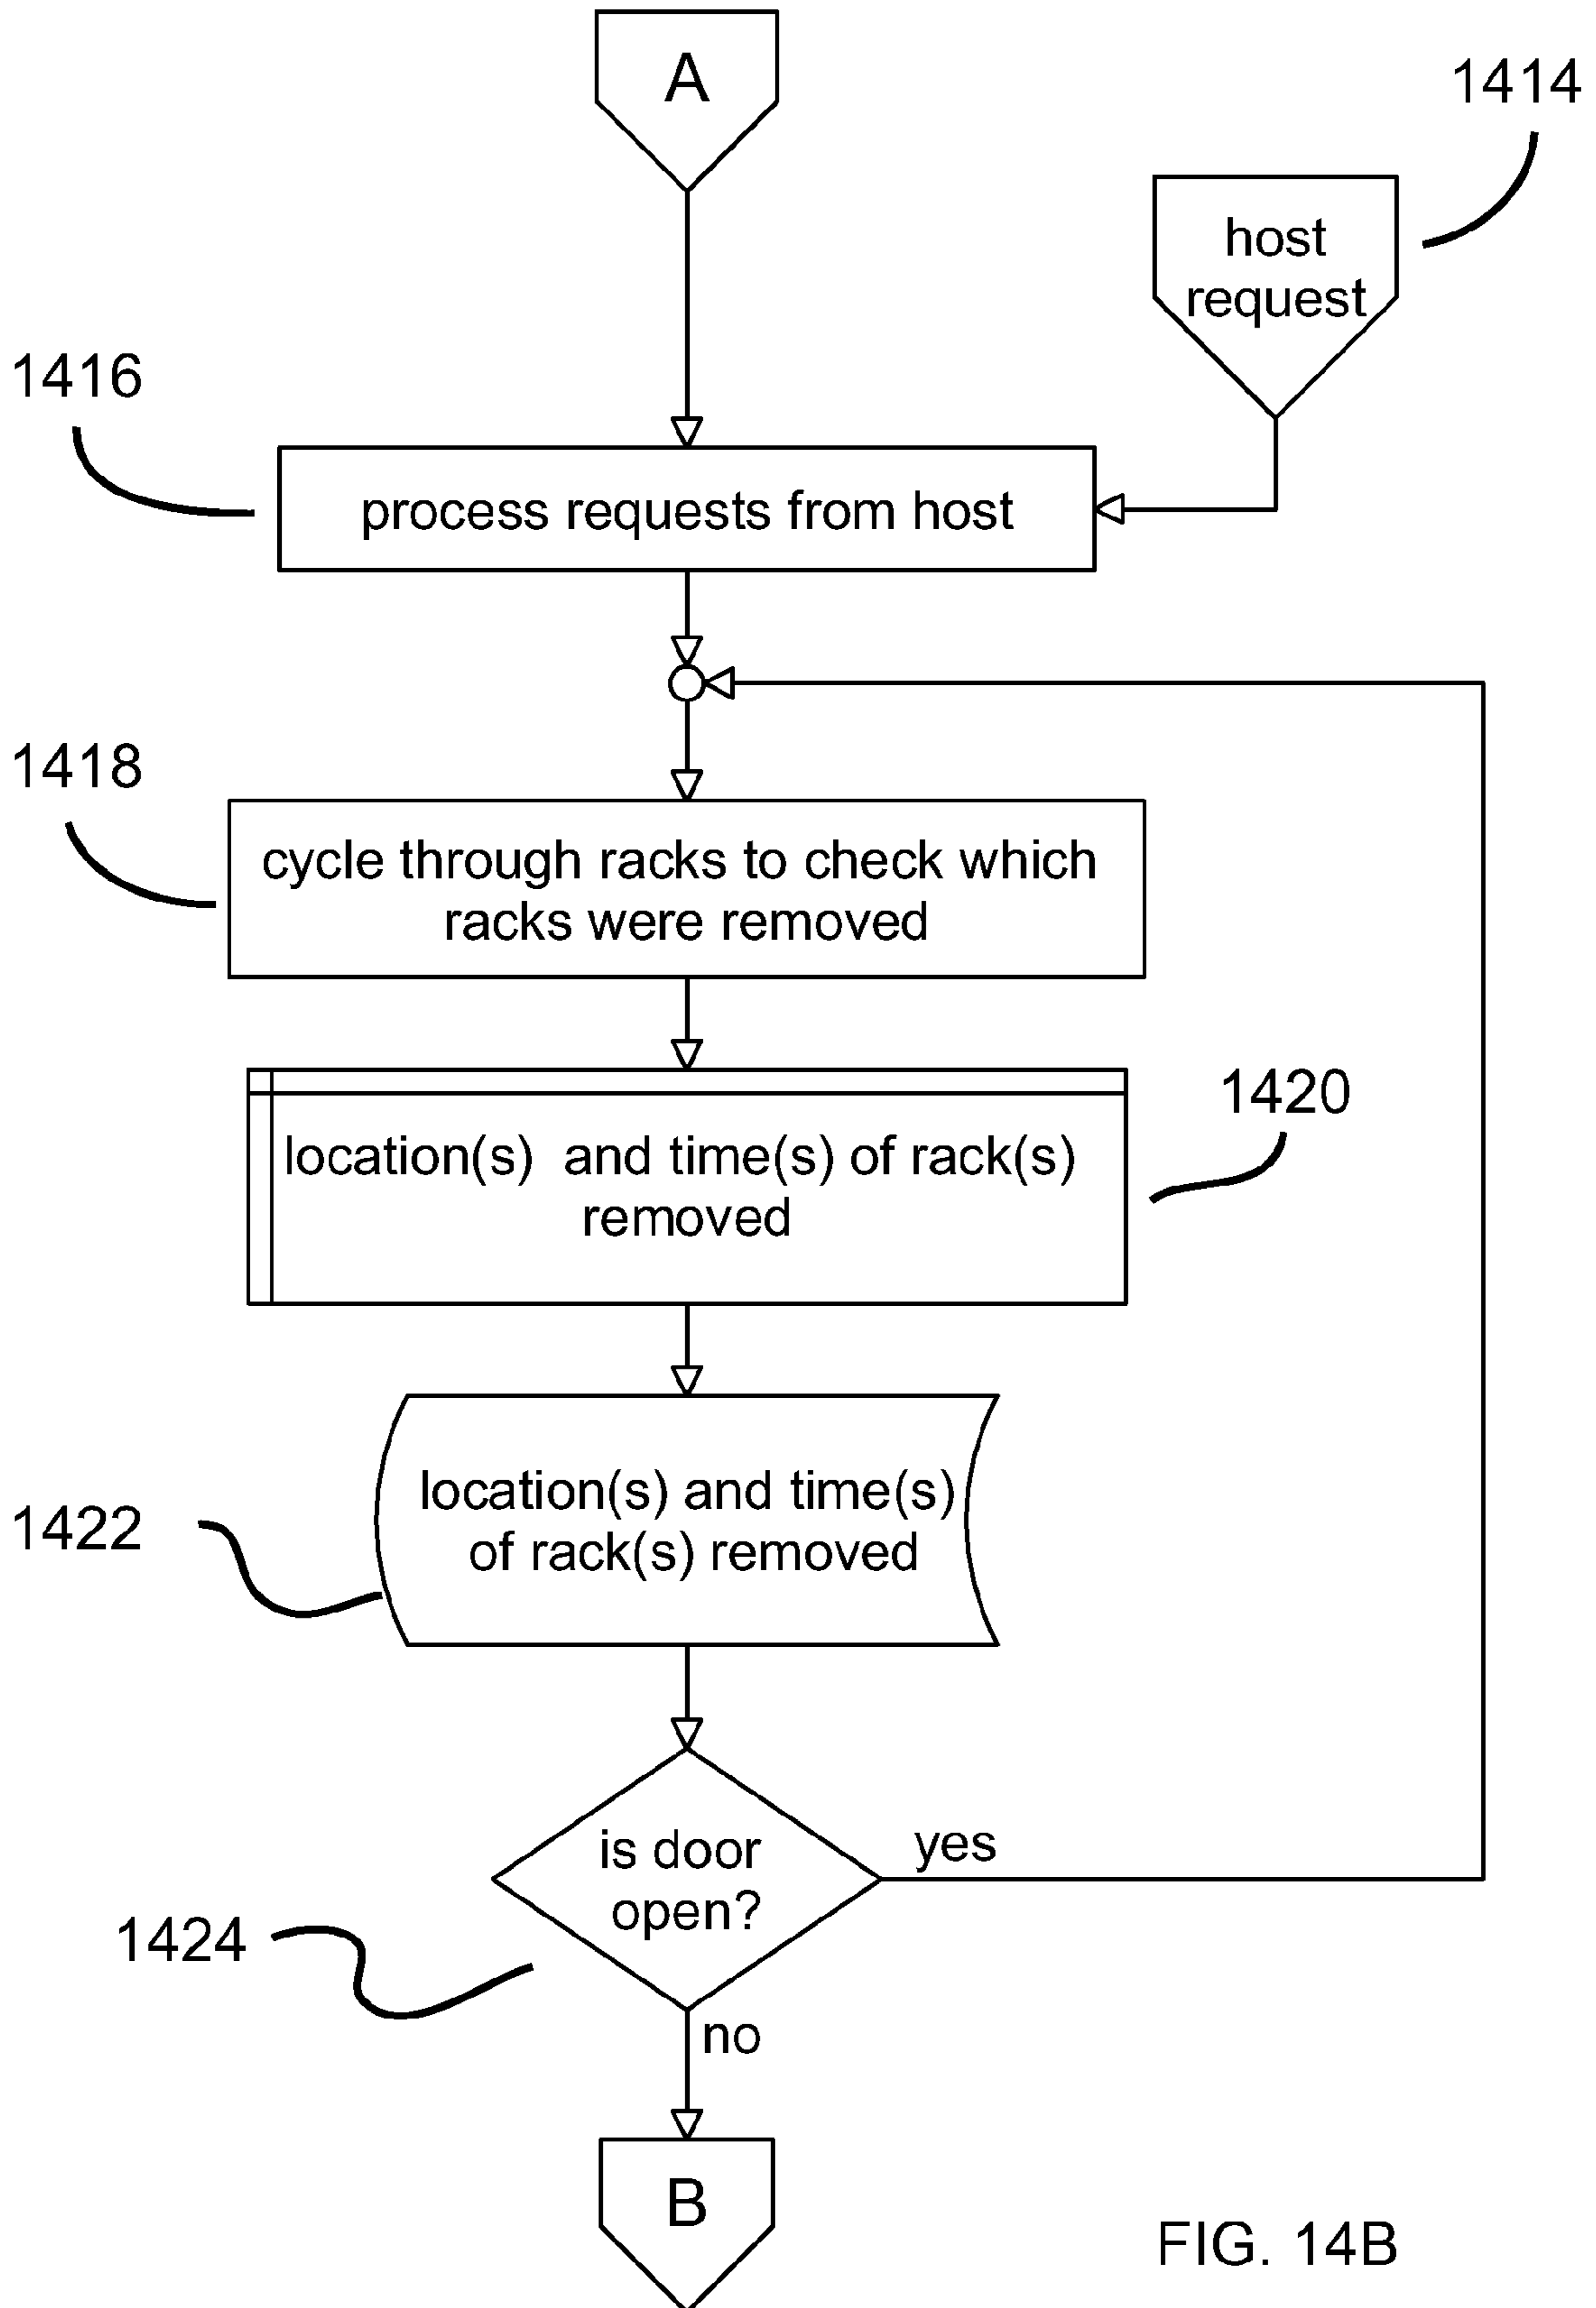 A
1414
host
request
1416
process requests from host
1418
cycle through racks to check which
racks were removed
1420
location(s)  and time(s) of rack(s)
removed
location(s) and time(s)
of rack(s) removed
1422
is door
open?
yes
1424
no
B
FIG. 14B